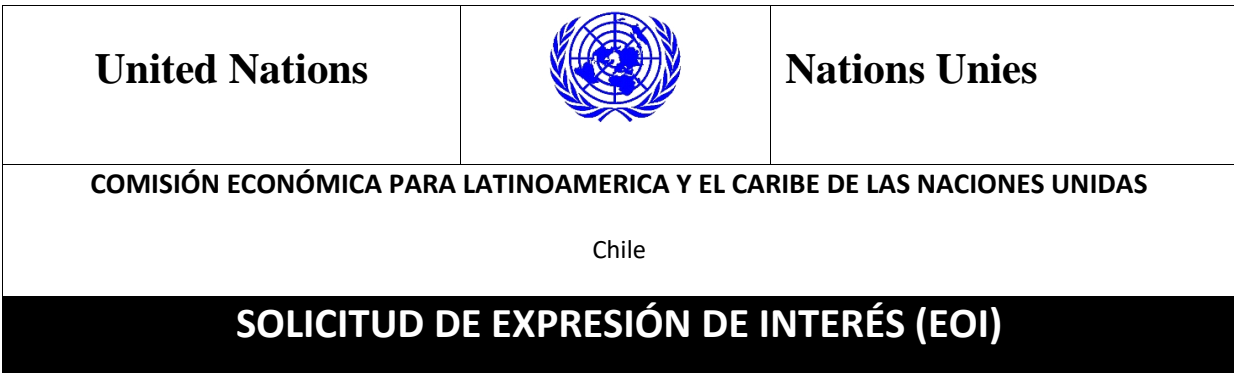 United Nations
Nations Unies
COMISIÓN ECONÓMICA PARA LATINOAMERICA Y EL CARIBE DE LAS NACIONES UNIDAS
Chile
SOLICITUD DE EXPRESIÓN DE INTERÉS (EOI)